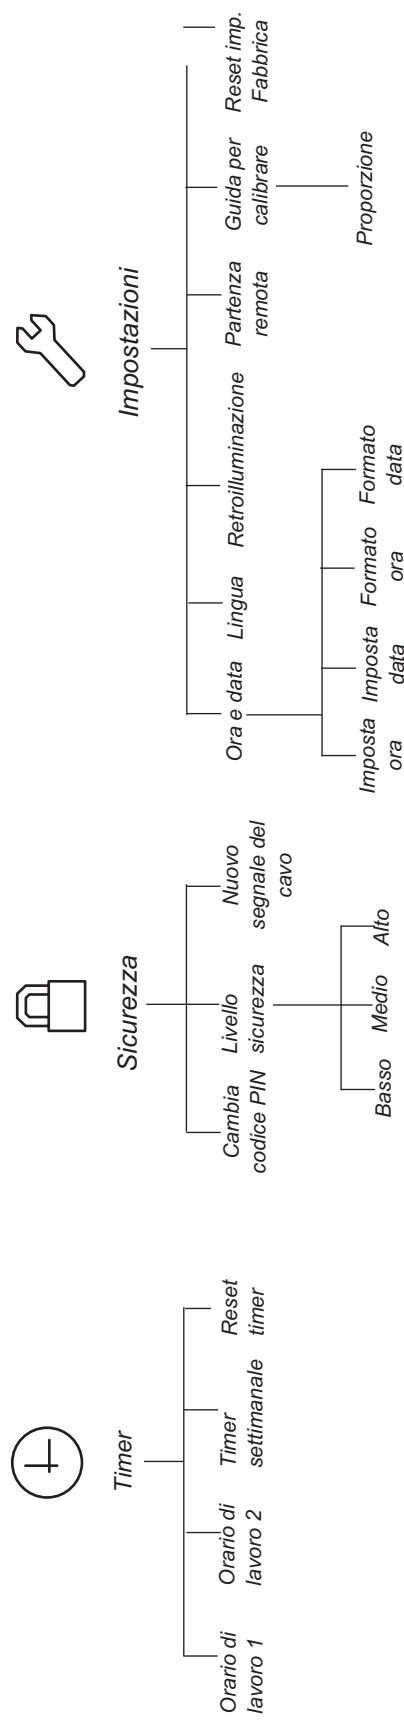 Timer
Orario di
lavoro 1
Orario di
lavoro 2
Timer
settimanale
Reset
timer
Sicurezza
Cambia
codice PIN
Livello
sicurezza
Nuovo
segnale del
cavo
Basso
Medio
Alto
Impostazioni
Ora e data
Lingua
Retroilluminazione
Partenza
remota
Guida per
calibrare
Reset imp.
Fabbrica
Imposta
ora
Imposta
data
Formato
ora
Formato
data
Proporzione